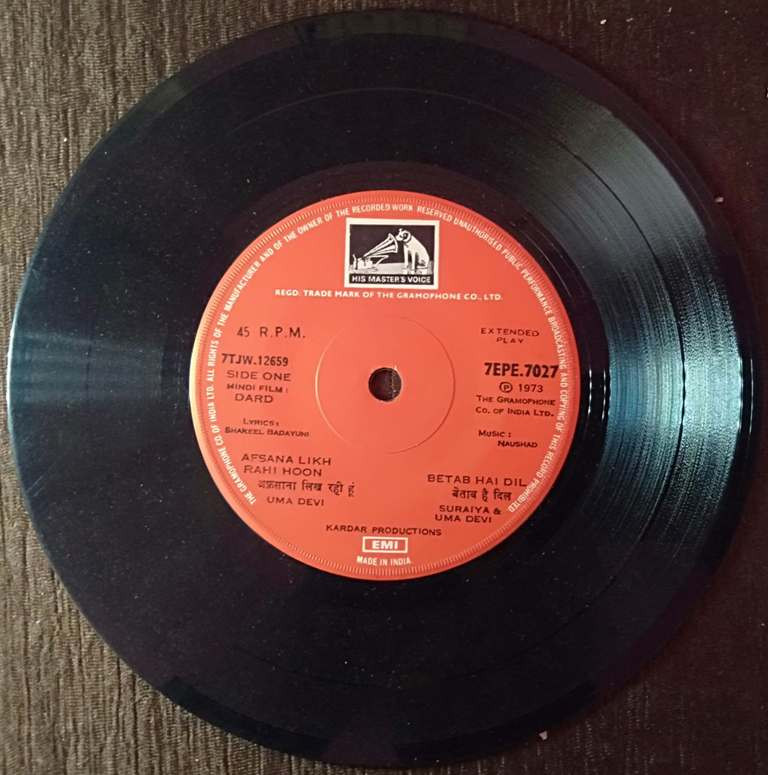 THE GRAMOPHONE CO. OF INDIA LTD. ALL RIGHTS OF THE MANUFACTURER AND OF THE OWNER OF THE RECORDED WORK RESERVED UNAUTHORISED PUBLIC PERFORMANCE BROADCASTING AND COPYING OF THIS RECORD PROHIBITED.
HIS MASTER'S VOICE
REGD: TRADE MARK OF THE GRAMOPHONE CO., LTD.
45 R.P.M.
7TJW.12659
SIDE ONE
HINDI FILM :
DARD
LYRICS :
SHAKEEL BADAYUNI
EXTENDED
PLAY
7EPE.7027
Ⓟ 1973
THE GRAMOPHONE
CO. OF INDIA LTD.
MUSIC :
NAUSHAD
AFSANA LIKH
RAHI HOON
अफ़साना लिख रही हूं
UMA DEVI
BETAB HAI DIL
बेताब है दिल
SURAIYA &
UMA DEVI
KARDAR PRODUCTIONS
EMI
MADE IN INDIA